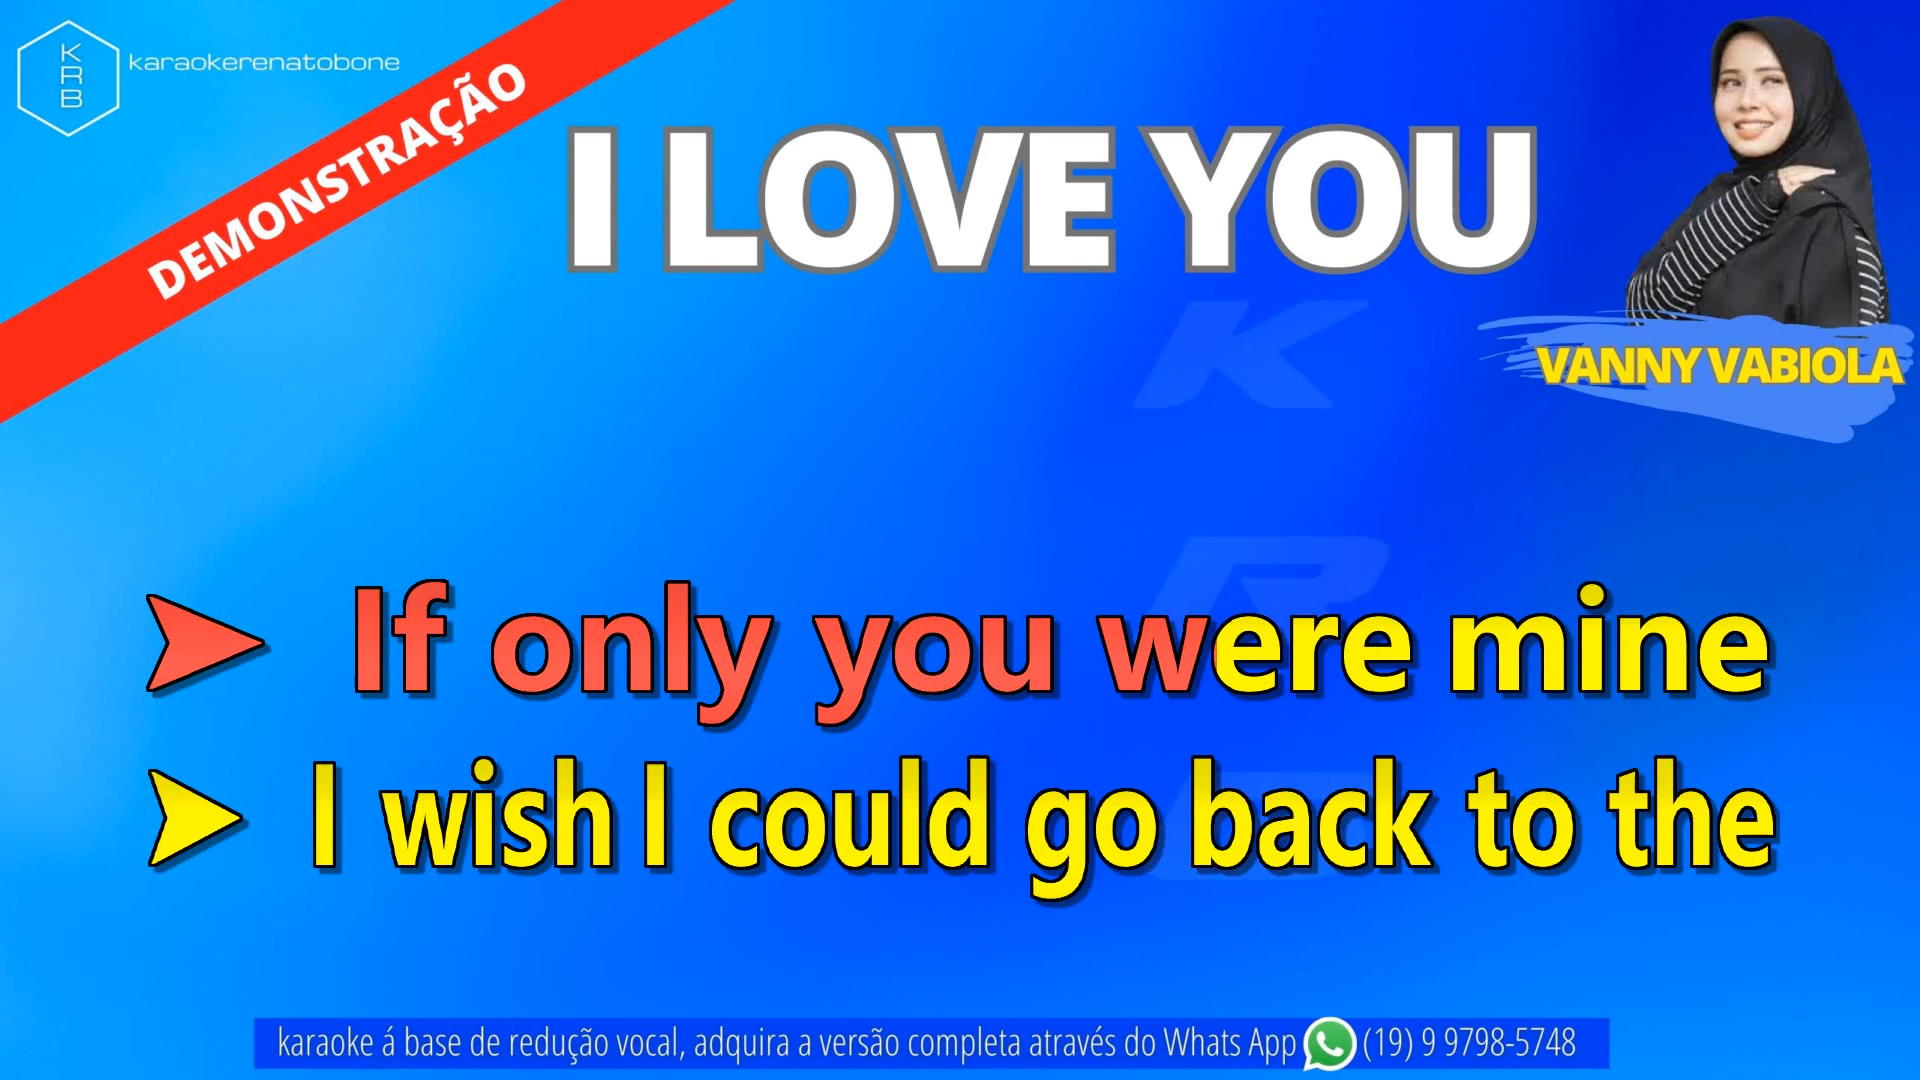 KRB
karaokerenatobone
DEMONSTRAÇÃO
I LOVE YOU
VANNY VABIOLA
K
R
B
If only you were mine
I wish I could go back to the
karaoke á base de redução vocal, adquira a versão completa através do Whats App (19) 9 9798-5748